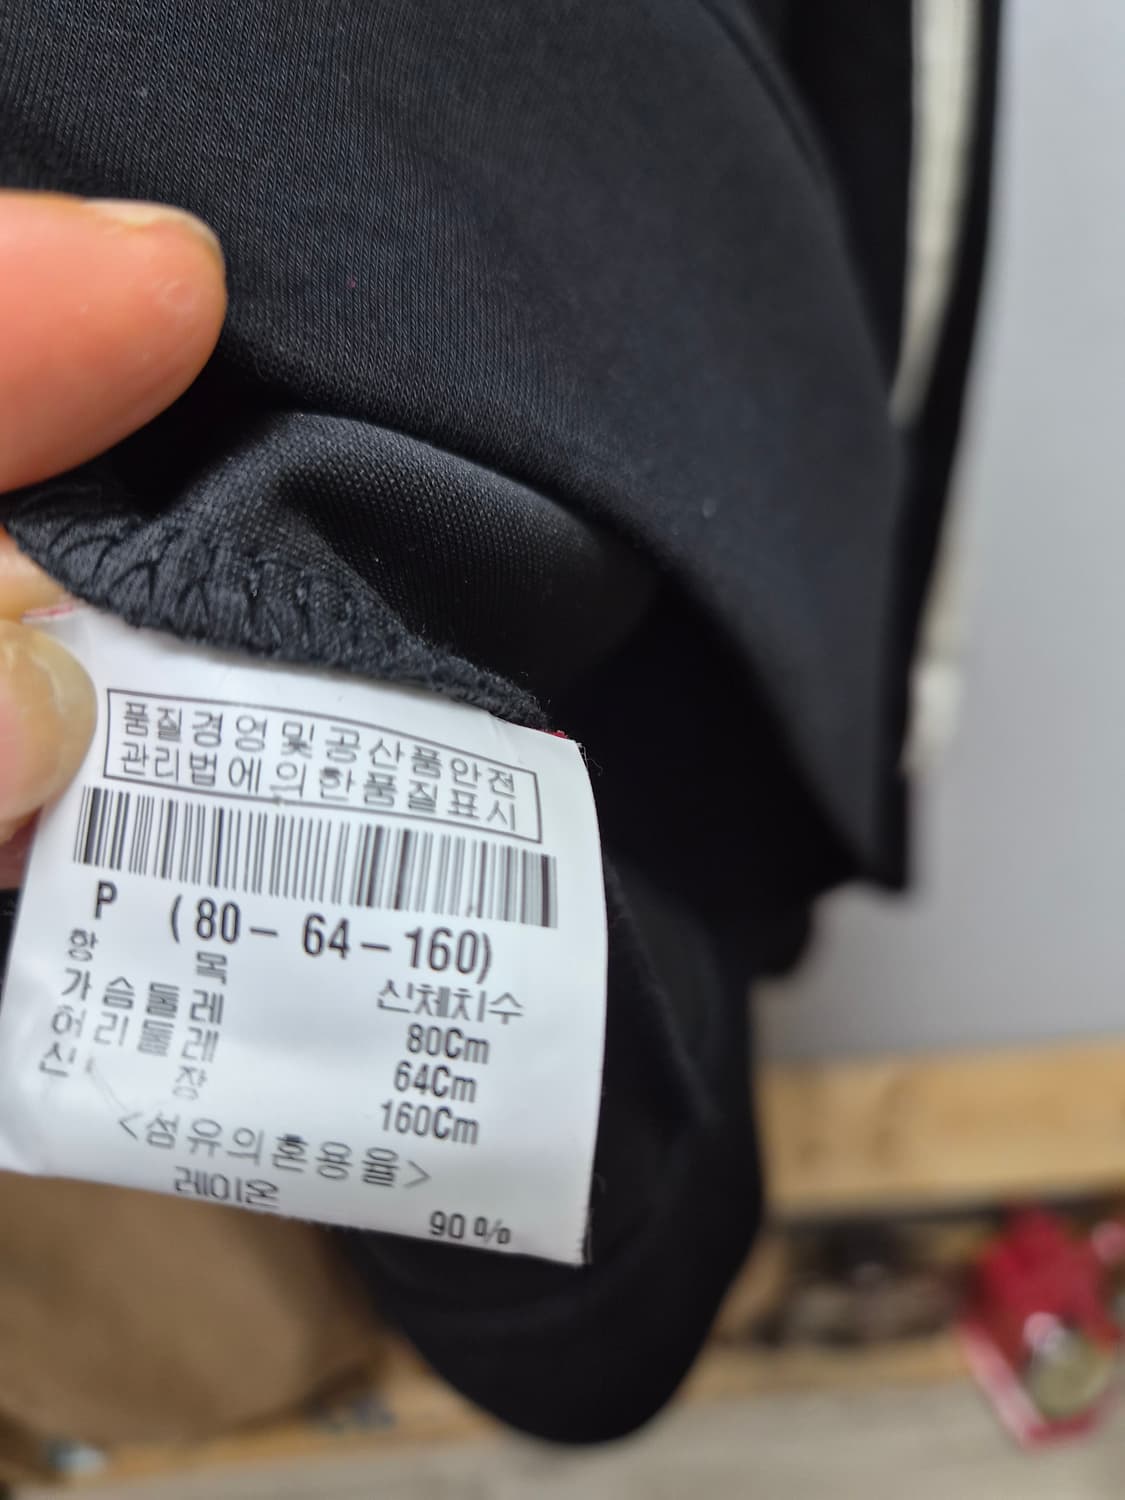 품질경영및공산품안전
관리법에의한품질표시
P (80-64-160)
항 목 신체치수
가슴둘레 80Cm
허리둘레 64Cm
신 장 160Cm
<섬유의혼용율>
레이온 90%